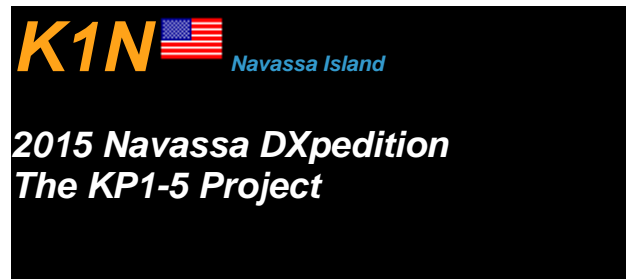 K1N Navassa Island
2015 Navassa DXpedition
The KP1-5 Project